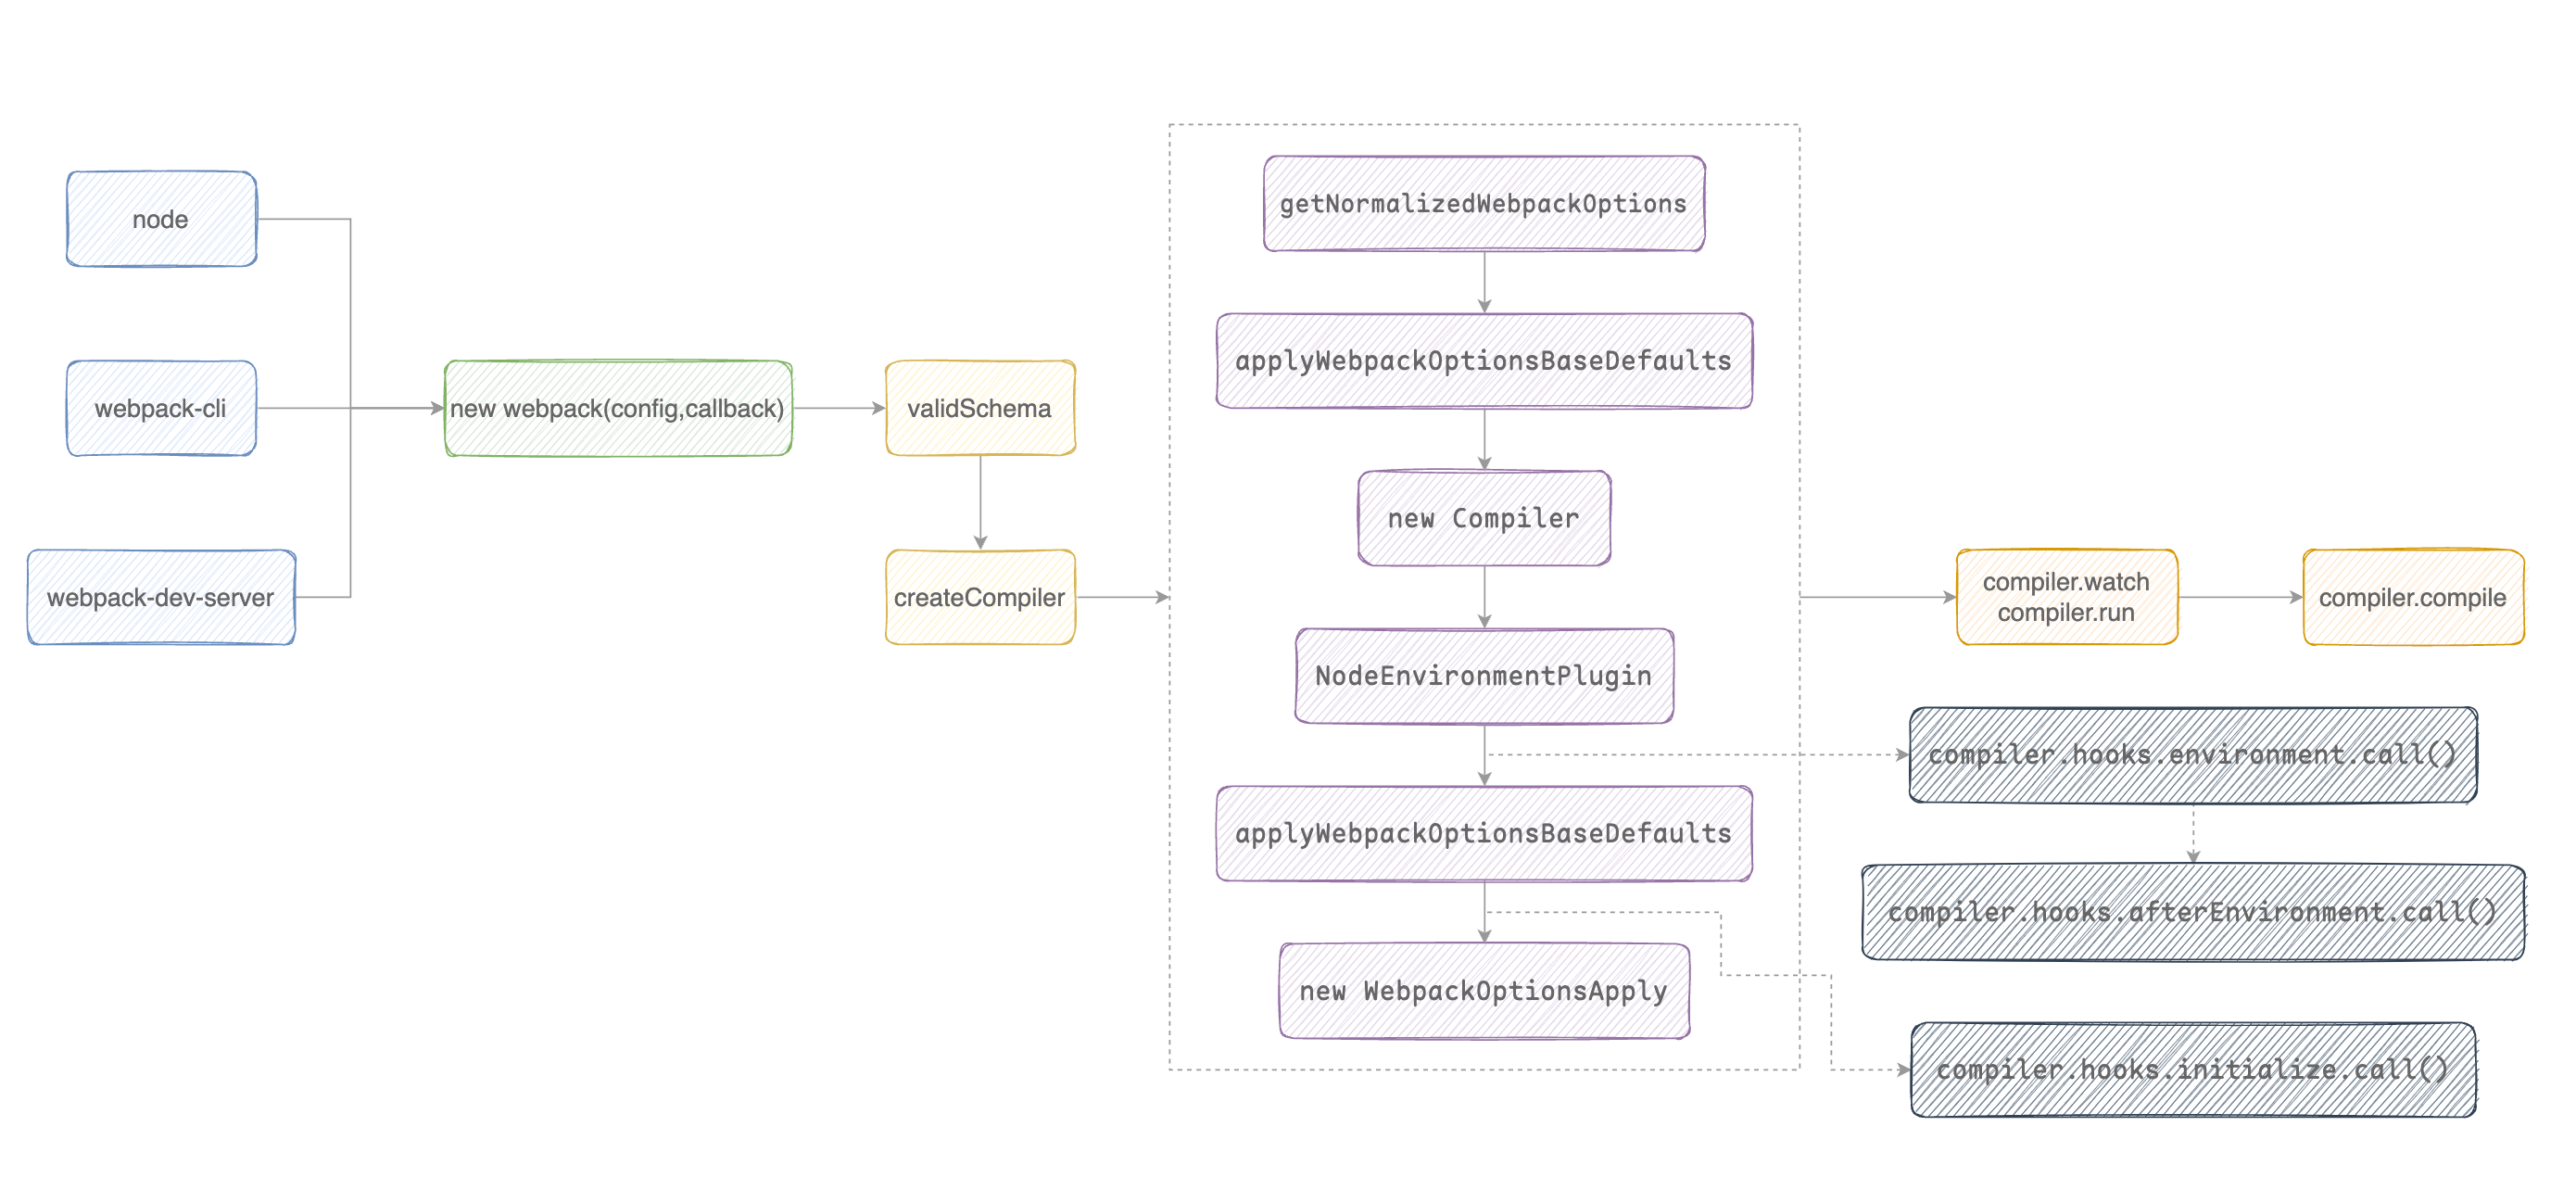 node
webpack-cli
webpack-dev-server
new webpack(config,callback)
validSchema
createCompiler
getNormalizedWebpackOptions
applyWebpackOptionsBaseDefaults
new Compiler
NodeEnvironmentPlugin
applyWebpackOptionsBaseDefaults
new WebpackOptionsApply
compiler.watch
compiler.run
compiler.compile
compiler.hooks.environment.call()
compiler.hooks.afterEnvironment.call()
compiler.hooks.initialize.call()